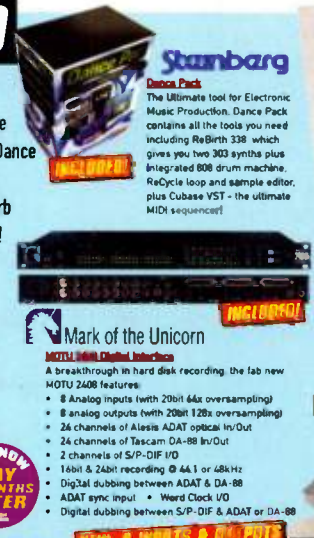 Steinberg
Dance Pack
The Ultimate tool for Electronic
Music Production. Dance Pack
contains all the tools you need
including ReBirth 338 which
gives you two 303 synths plus
integrated 808 drum machine,
ReCycle loop and sample editor,
plus Cubase VST - the ultimate
MIDI sequencer!
INCLUDED!
Dance
INCLUDED!
Mark of the Unicorn
MOTU 2408 Digital Interface
A breakthrough in hard disk recording, the fab new
MOTU 2408 features:
• 8 Analog inputs (with 20bit 64x oversampling)
• 8 analog outputs (with 20bit 128x oversampling)
• 24 channels of Alesis ADAT optical In/Out
• 24 channels of Tascam DA-88 In/Out
• 2 channels of S/P-DIF I/O
• 16bit & 24bit recording @ 44.1 or 48kHz
• Digital dubbing between ADAT & DA-88
• ADAT sync input • Word Clock I/O
• Digital dubbing between S/P-DIF & ADAT or DA-88
NOW